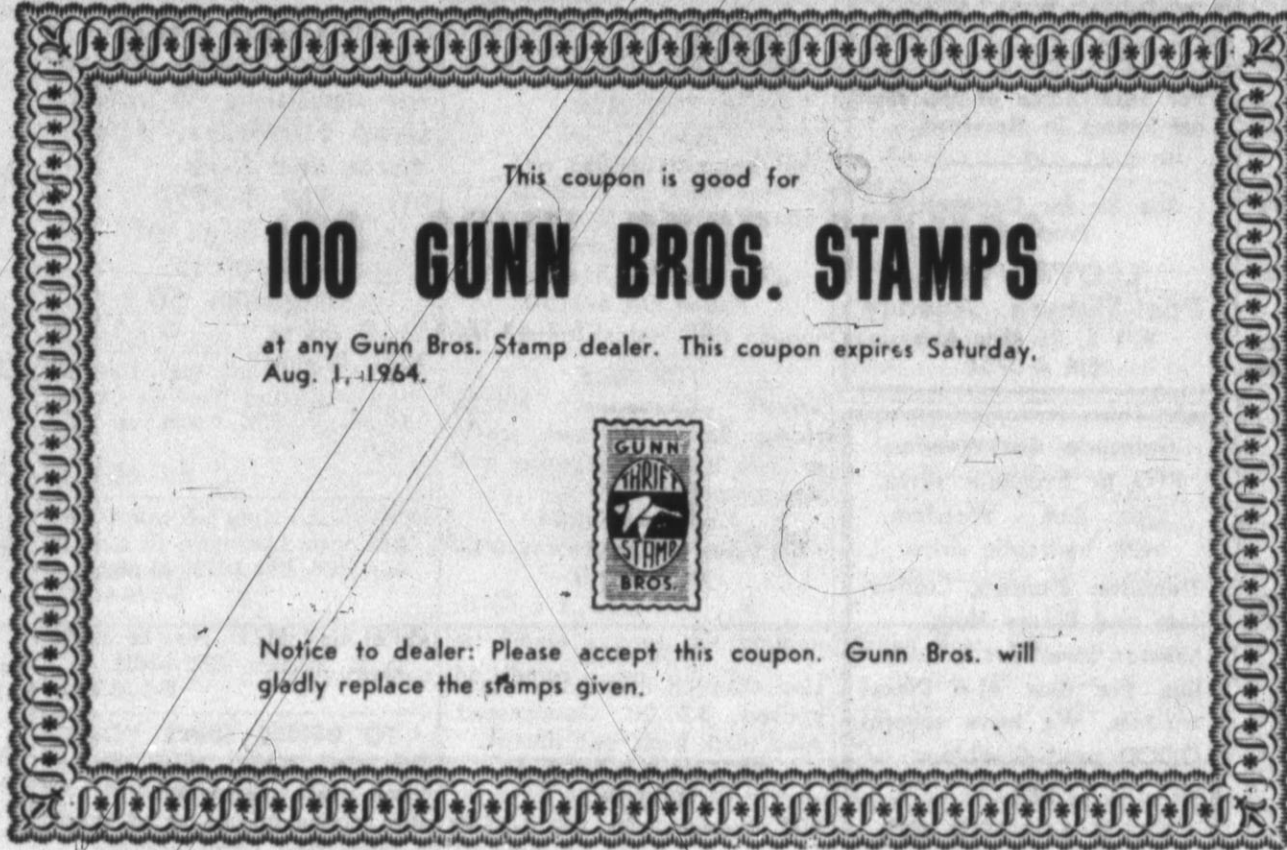 This coupon is good for
100 GUNN BROS. STAMPS
at any Gunn Bros. Stamp dealer. This coupon expires Saturday,
Aug. 1, 1964.
GUNN
THRIFT
STAMP
BROS.
Notice to dealer: Please accept this coupon. Gunn Bros. will
gladly replace the stamps given.